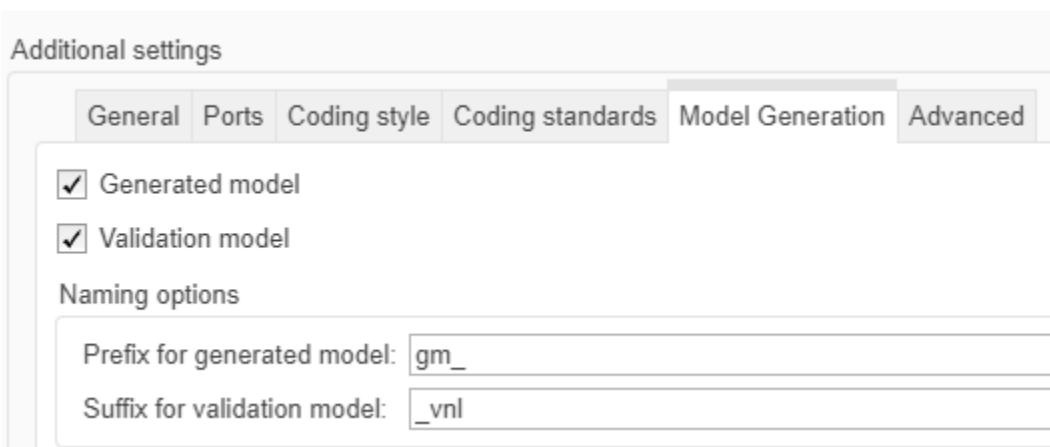 Additional settings
General Ports Coding style Coding standards Model Generation Advanced
Generated model
Validation model
Naming options
Prefix for generated model: gm_
Suffix for validation model: _vnl